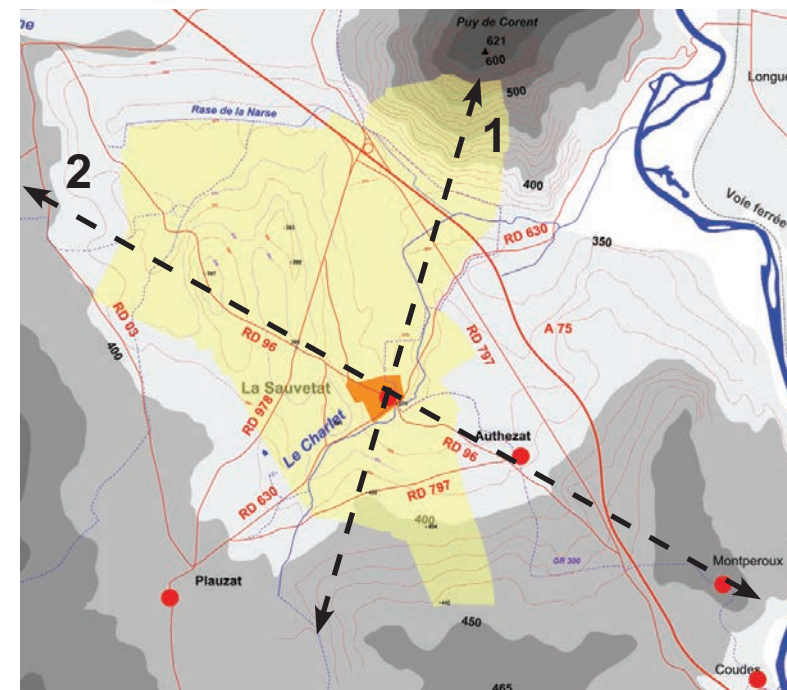 ne
Puy de Corent
621
600
500
Longue
Rase de la Narse
1
2
400
Voie ferrée
RD 630
350
RD 03
RD 96
RD 797
A 75
400
La Sauvetat
RD 978
Le Charlet
RD 96
Authezat
RD 630
RD 797
400
GR 300
Montperoux
Plauzat
450
Coudes
465